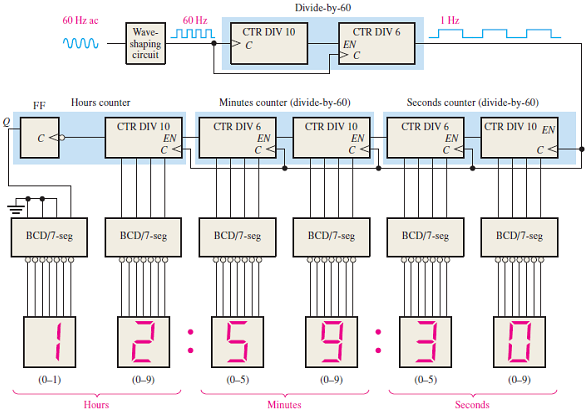 Divide-by-60
60 Hz ac
Wave-
shaping
circuit
60 Hz
CTR DIV 10
C
CTR DIV 6
EN
C
1 Hz
Hours counter
Minutes counter (divide-by-60)
Seconds counter (divide-by-60)
Q
FF
C
CTR DIV 10
EN
C
CTR DIV 6
EN
C
CTR DIV 10
EN
C
CTR DIV 6
EN
C
CTR DIV 10
EN
C
BCD/7-seg
BCD/7-seg
BCD/7-seg
BCD/7-seg
BCD/7-seg
BCD/7-seg
1 2 : 5 9 : 3 0
(0–1)
(0–9)
(0–5)
(0–9)
(0–5)
(0–9)
Hours
Minutes
Seconds